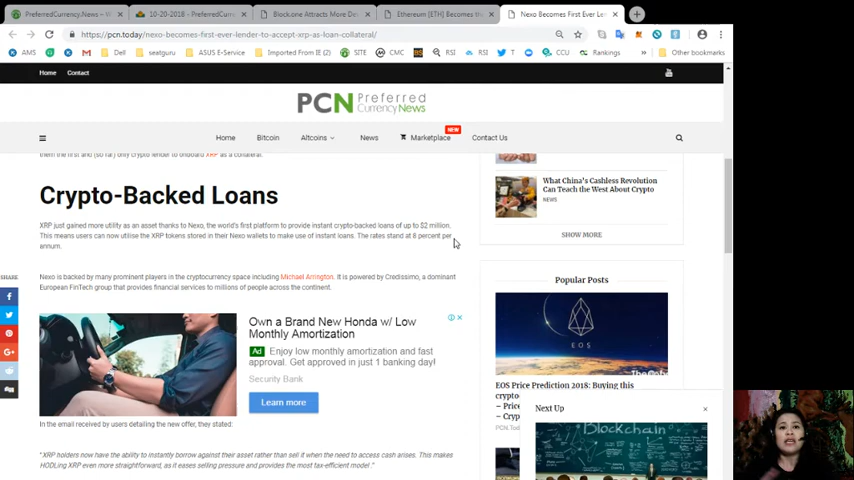 PreferredCurrency.News – W
10-20-2018 - PreferredCurre
Block.one Attracts More Dev
Ethereum [ETH] Becomes th
Nexo Becomes First Ever Len
https://pcn.today/nexo-becomes-first-ever-lender-to-accept-xrp-as-loan-collateral/
Apps
Dell
seatguru
ASUS E-Service
Imported From IE (2)
CMC
RSI
RSI
T
CCU
Rankings
Other bookmarks
Home Contact
PCN Preferred
Currency News
Home
Bitcoin
Altcoins
News
Marketplace
NEW
Contact Us
them the first and (so far) only crypto lender to onboard XRP as a collateral.
Crypto-Backed Loans
XRP just gained more utility as an asset thanks to Nexo, the world's first platform to provide instant crypto-backed loans of up to $2 million.
This means users can now utilise the XRP tokens stored in their Nexo wallets to make use of instant loans. The rates stand at 8 percent per
annum.
Nexo is backed by many prominent players in the cryptocurrency space including Michael Arrington. It is powered by Credissimo, a dominant
European FinTech group that provides financial services to millions of people across the continent.
SHARE
Own a Brand New Honda w/ Low
Monthly Amortization
Ad Enjoy low monthly amortization and fast
approval. Get approved in just 1 banking day!
Security Bank
Learn more
In the email received by users detailing the new offer, they stated:
"XRP holders now have the ability to instantly borrow against their asset rather than sell it when the need to access cash arises. This makes
HODLing XRP even more straightforward, as it eases selling pressure and provides the most tax-efficient model."
What China's Cashless Revolution
Can Teach the West About Crypto
NEWS
SHOW MORE
Popular Posts
EOS
EOS Price Prediction 2018: Buying this
crypto
– Price
– Crypt
PCN.Tod
Next Up
Blockchain